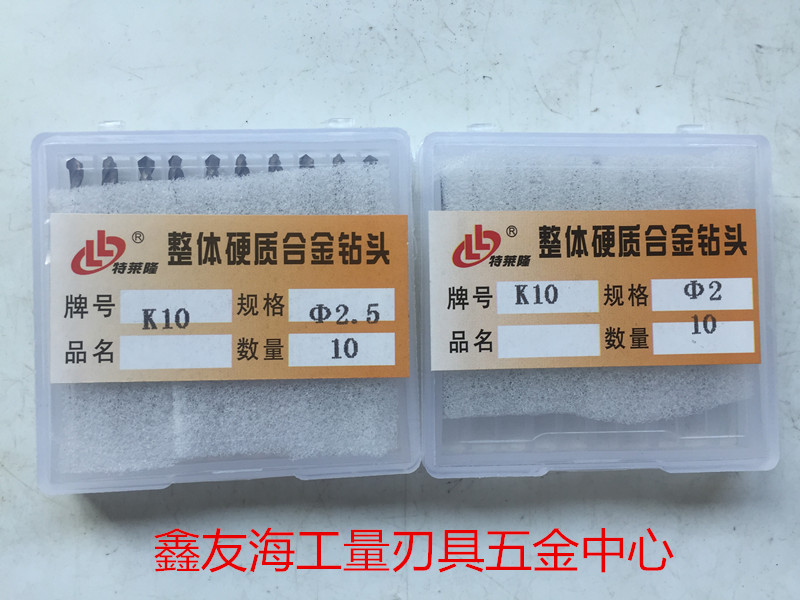 特莱隆 ® 整体硬质合金钻头
牌号 K10 规格 Φ2.5
品名 数量 10
特莱隆 ® 整体硬质合金钻头
牌号 K10 规格 Φ2
品名 数量 10
鑫友海工量刃具五金中心